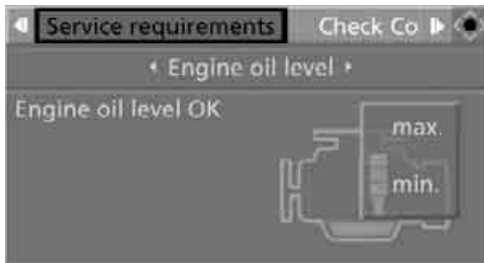 Service requirements Check Co
Engine oil level
Engine oil level OK
max.
min.